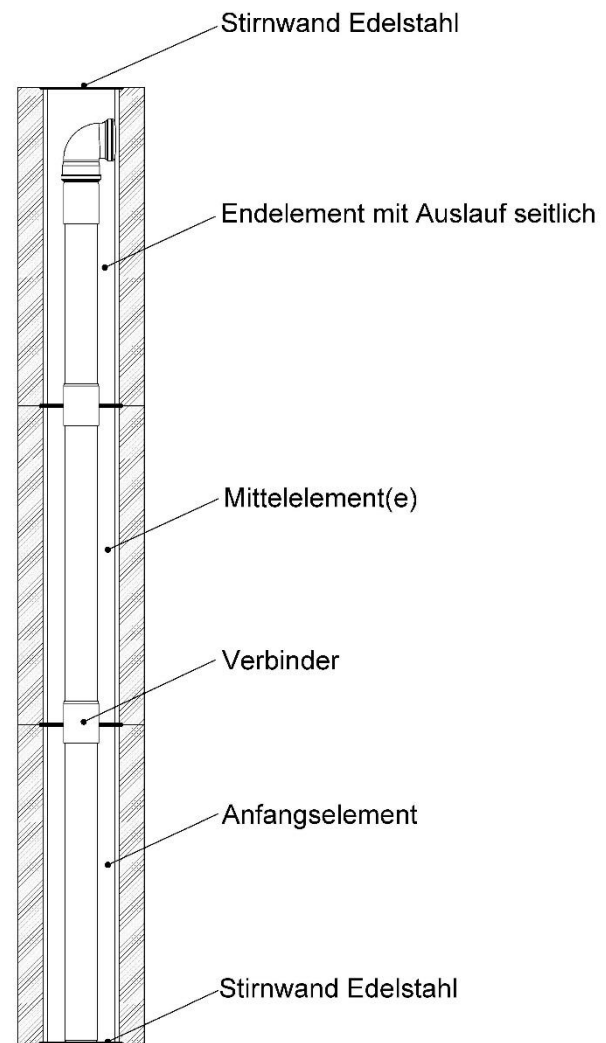 Stirnwand Edelstahl
Endelement mit Auslauf seitlich
Mittelelement(e)
Verbinder
Anfangselement
Stirnwand Edelstahl